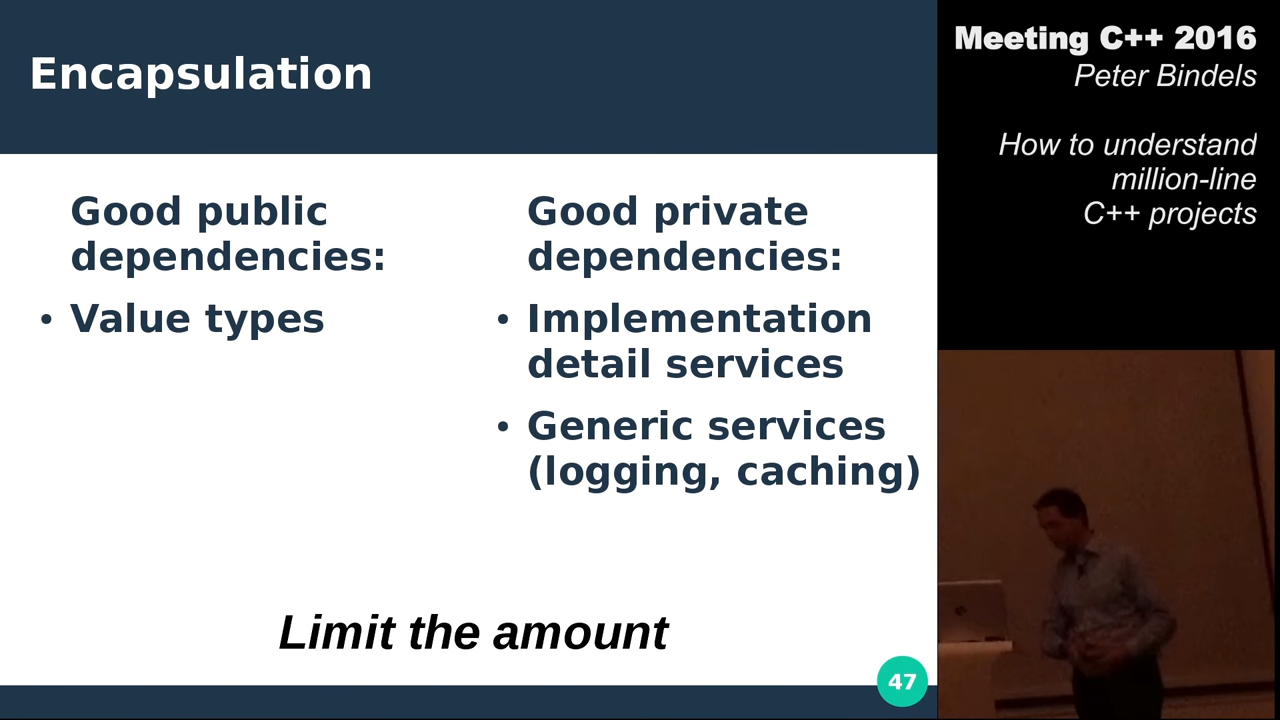 Encapsulation
Good public
dependencies:
• Value types
Good private
dependencies:
• Implementation
detail services
• Generic services
(logging, caching)
Limit the amount
47
Meeting C++ 2016
Peter Bindels
How to understand
million-line
C++ projects